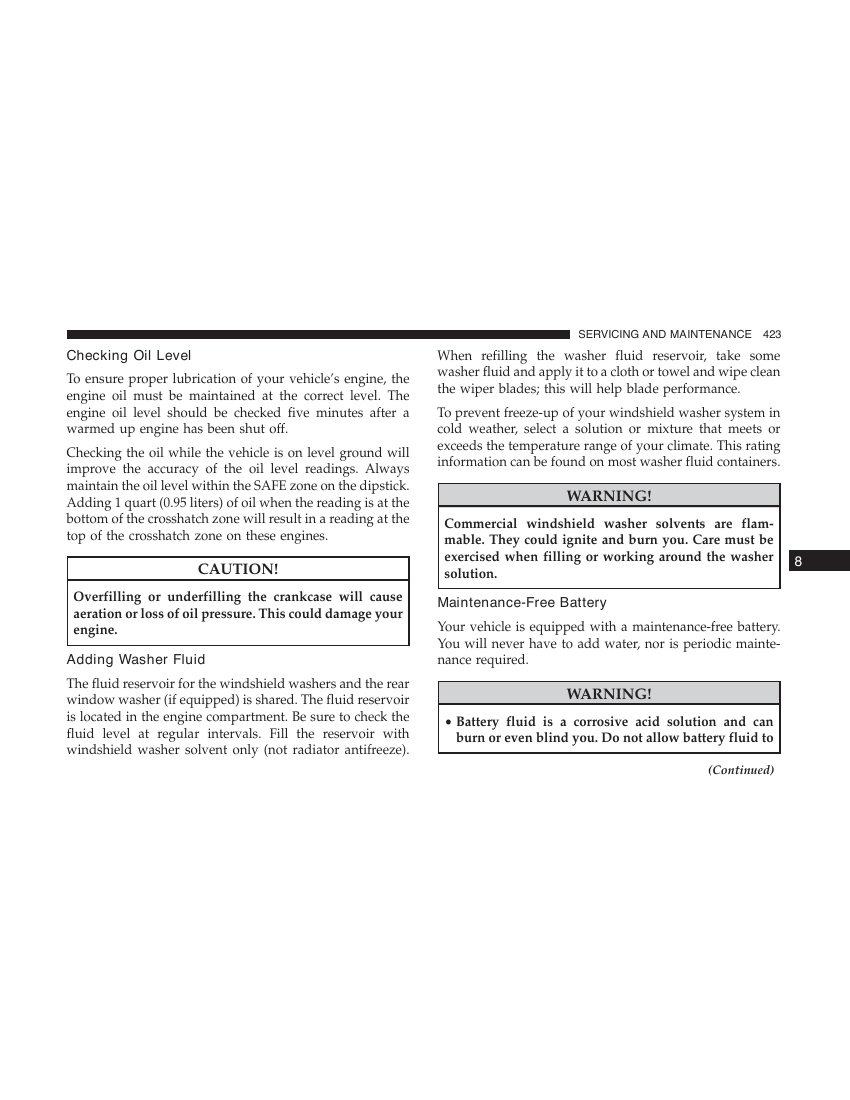 SERVICING AND MAINTENANCE 423
Checking Oil Level
To ensure proper lubrication of your vehicle’s engine, the
engine oil must be maintained at the correct level. The
engine oil level should be checked five minutes after a
warmed up engine has been shut off.
Checking the oil while the vehicle is on level ground will
improve the accuracy of the oil level readings. Always
maintain the oil level within the SAFE zone on the dipstick.
Adding 1 quart (0.95 liters) of oil when the reading is at the
bottom of the crosshatch zone will result in a reading at the
top of the crosshatch zone on these engines.
CAUTION!
Overfilling or underfilling the crankcase will cause
aeration or loss of oil pressure. This could damage your
engine.
Adding Washer Fluid
The fluid reservoir for the windshield washers and the rear
window washer (if equipped) is shared. The fluid reservoir
is located in the engine compartment. Be sure to check the
fluid level at regular intervals. Fill the reservoir with
windshield washer solvent only (not radiator antifreeze).
When refilling the washer fluid reservoir, take some
washer fluid and apply it to a cloth or towel and wipe clean
the wiper blades; this will help blade performance.
To prevent freeze-up of your windshield washer system in
cold weather, select a solution or mixture that meets or
exceeds the temperature range of your climate. This rating
information can be found on most washer fluid containers.
WARNING!
Commercial windshield washer solvents are flam-
mable. They could ignite and burn you. Care must be
exercised when filling or working around the washer
solution.
Maintenance-Free Battery
Your vehicle is equipped with a maintenance-free battery.
You will never have to add water, nor is periodic mainte-
nance required.
WARNING!
• Battery fluid is a corrosive acid solution and can
burn or even blind you. Do not allow battery fluid to
(Continued)
8